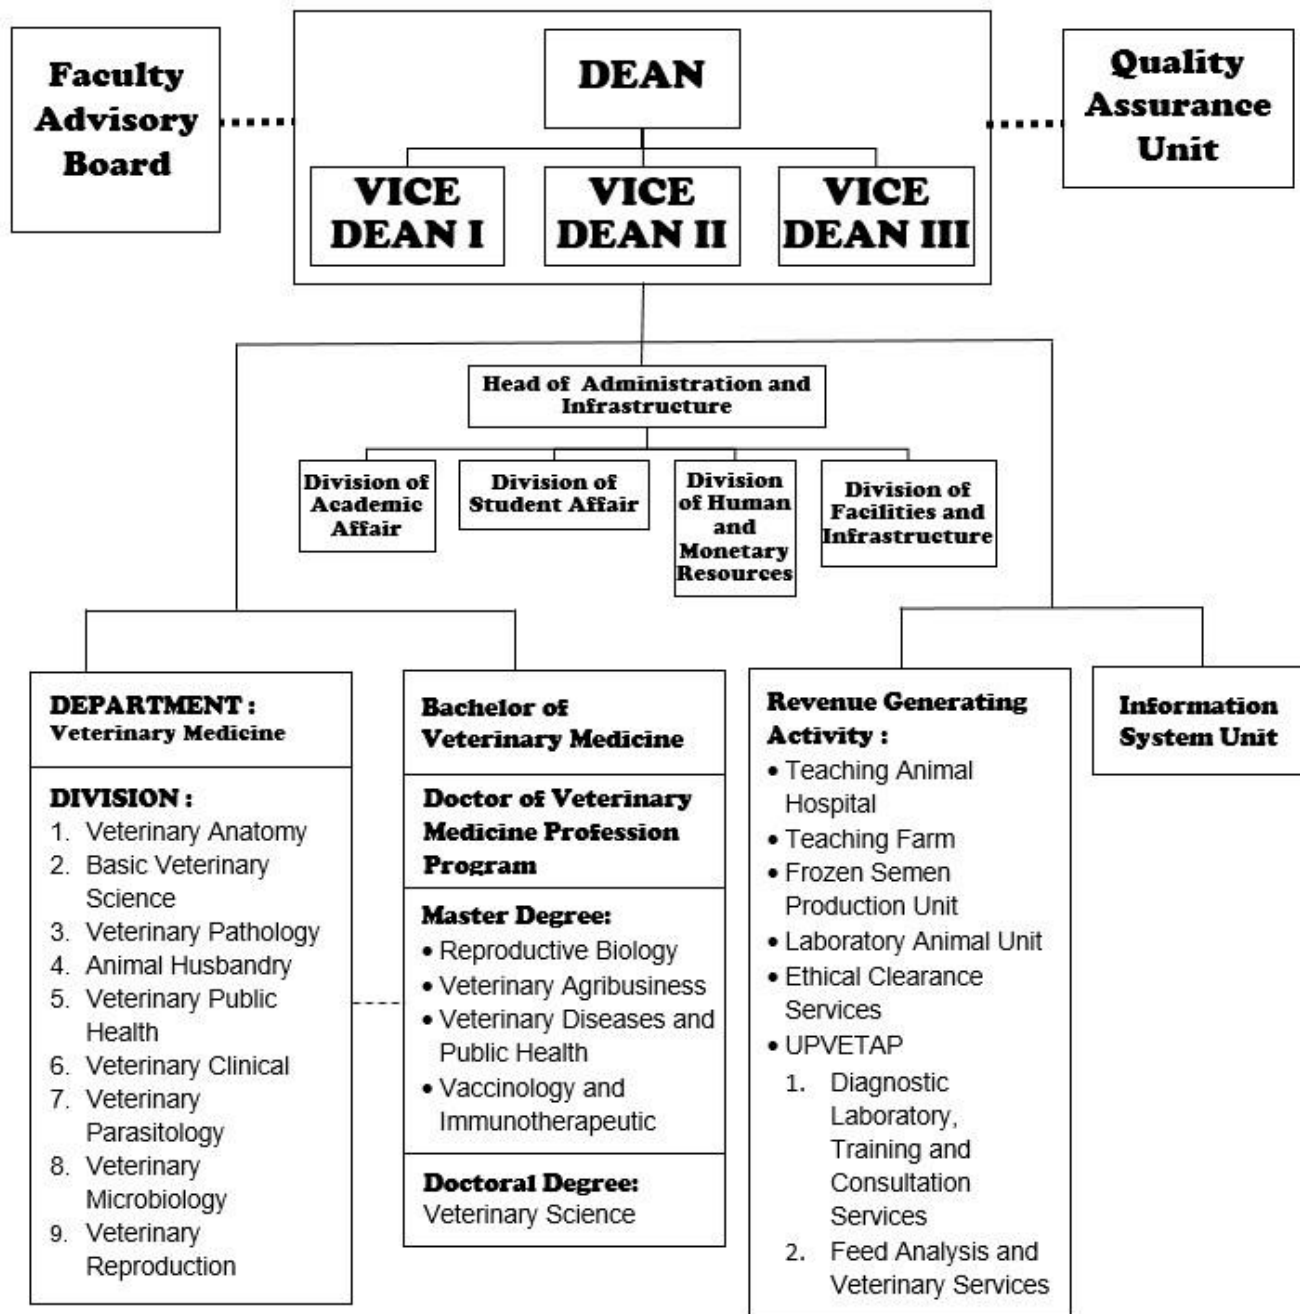 Faculty
Advisory
Board
DEAN
Quality
Assurance
Unit
VICE
DEAN I
VICE
DEAN II
VICE
DEAN III
Head of Administration and
Infrastructure
Division of
Academic
Affair
Division of
Student Affair
Division
of Human
and
Monetary
Resources
Division of
Facilities and
Infrastructure
DEPARTMENT :
Veterinary Medicine
DIVISION :
1. Veterinary Anatomy
2. Basic Veterinary
Science
3. Veterinary Pathology
4. Animal Husbandry
5. Veterinary Public
Health
6. Veterinary Clinical
7. Veterinary
Parasitology
8. Veterinary
Microbiology
9. Veterinary
Reproduction
Bachelor of
Veterinary Medicine
Doctor of Veterinary
Medicine Profession
Program
Master Degree:
• Reproductive Biology
• Veterinary Agribusiness
• Veterinary Diseases and
Public Health
• Vaccinology and
Immunotherapeutic
Doctoral Degree:
Veterinary Science
Revenue Generating
Activity :
• Teaching Animal
Hospital
• Teaching Farm
• Frozen Semen
Production Unit
• Laboratory Animal Unit
• Ethical Clearance
Services
• UPVETAP
1. Diagnostic
Laboratory,
Training and
Consultation
Services
2. Feed Analysis and
Veterinary Services
Information
System Unit